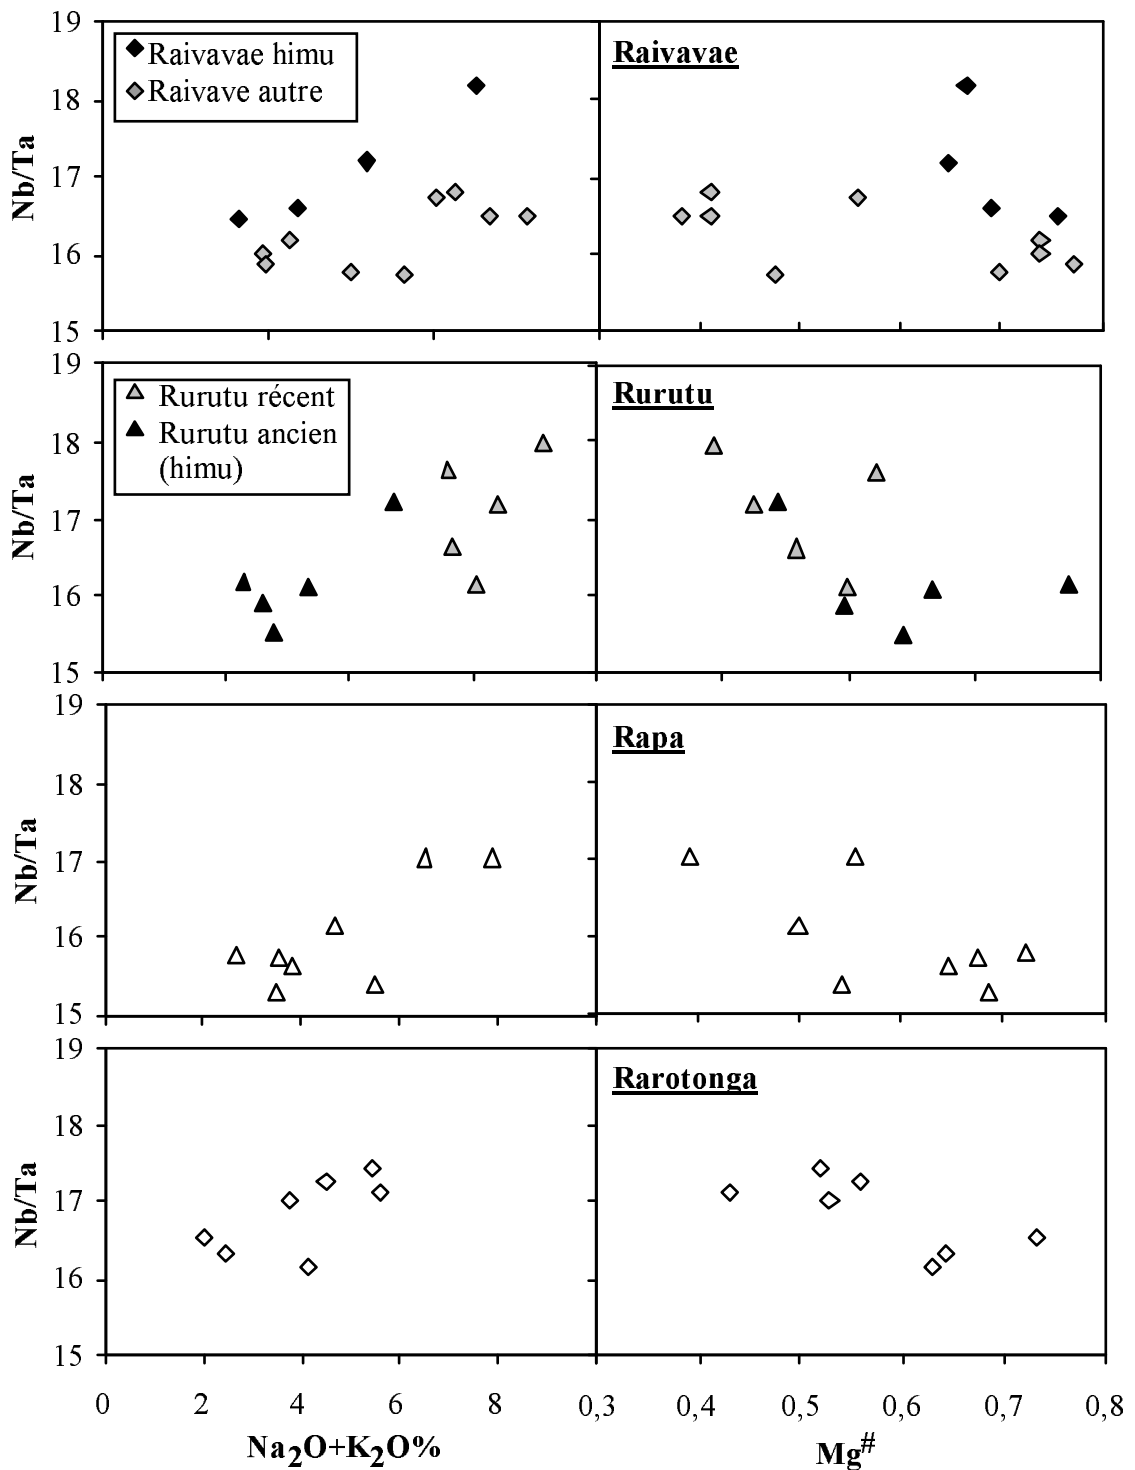 19
18
17
16
15
Nb/Ta
Raivavae himu
Raivave autre
Raivavae
19
18
17
16
15
Nb/Ta
Rurutu récent
Rurutu ancien
(himu)
Rurutu
19
18
17
16
15
Nb/Ta
Rapa
19
18
17
16
15
Nb/Ta
Rarotonga
0 2 4 6 8 0,3 0,4 0,5 0,6 0,7 0,8
Na2O+K2O% Mg#